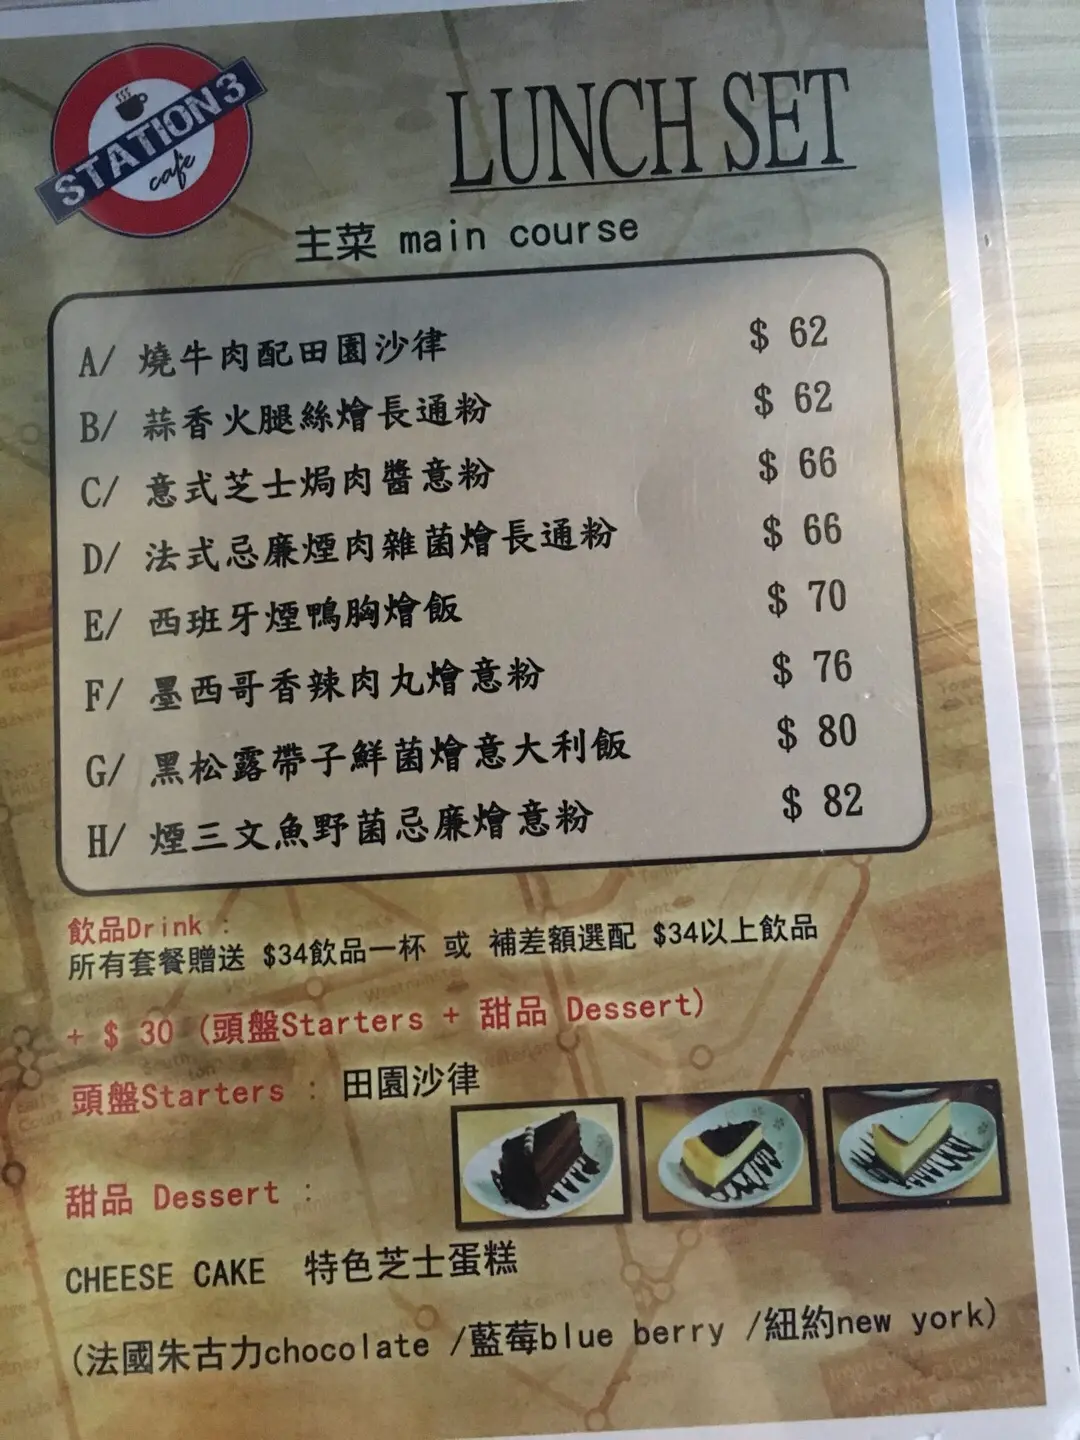 STATION3
cafe
LUNCH SET
主菜 main course
A/ 燒牛肉配田園沙律 $ 62
B/ 蒜香火腿絲燴長通粉 $ 62
C/ 意式芝士焗肉醬意粉 $ 66
D/ 法式忌廉煙肉雜菌燴長通粉 $ 66
E/ 西班牙煙鴨胸燴飯 $ 70
F/ 墨西哥香辣肉丸燴意粉 $ 76
G/ 黑松露帶子鮮菌燴意大利飯 $ 80
H/ 煙三文魚野菌忌廉燴意粉 $ 82
飲品Drink :
所有套餐贈送 $34飲品一杯 或 補差額選配 $34以上飲品
+ $ 30 (頭盤Starters + 甜品 Dessert)
頭盤Starters : 田園沙律
甜品 Dessert :
CHEESE CAKE 特色芝士蛋糕
(法國朱古力chocolate /藍莓blue berry /紐約new york)